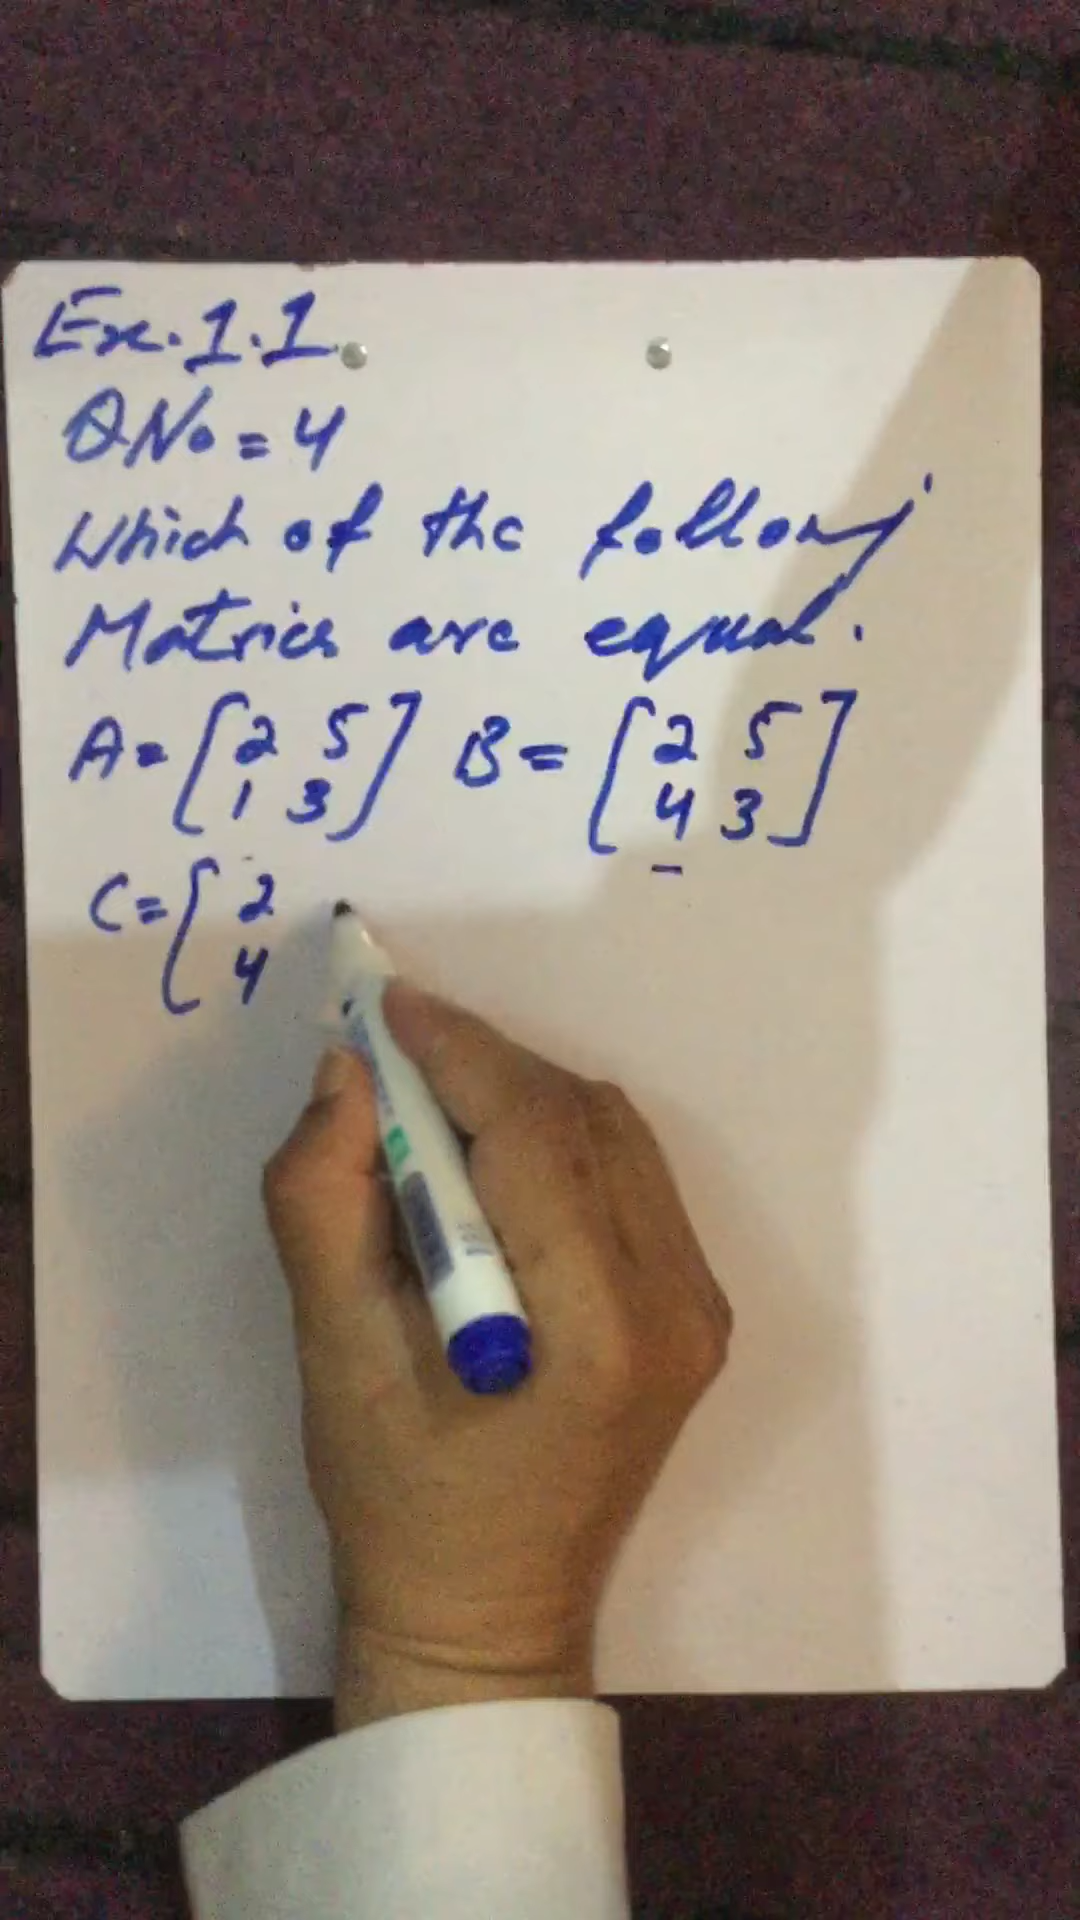 Ex. 1.1
Q No = 4
Which of the following
Matrices are equal.
A = [2 5 B = [2 5
1 3] 4 3]
C = [2
4